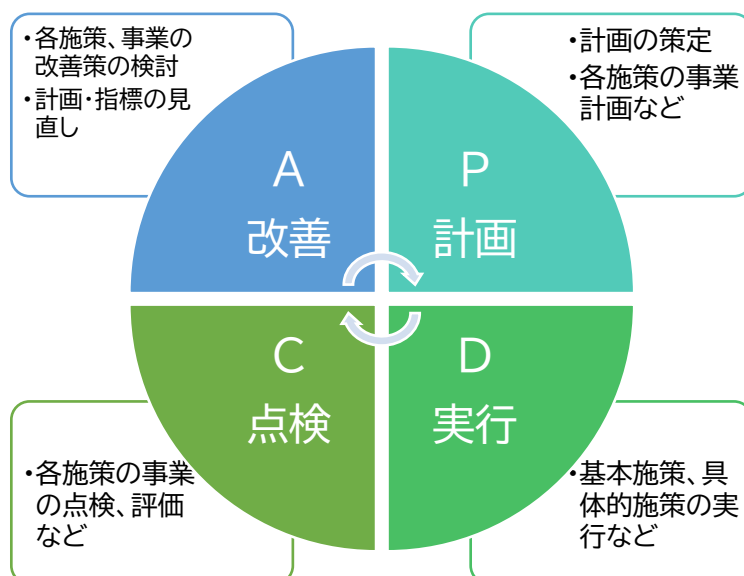 ・各施策、事業の
改善策の検討
・計画・指標の見
直し
・計画の策定
・各施策の事業
計画など
A
改善
P
計画
C
点検
D
実行
・各施策の事業
の点検、評価
など
・基本施策、具
体的施策の実
行など